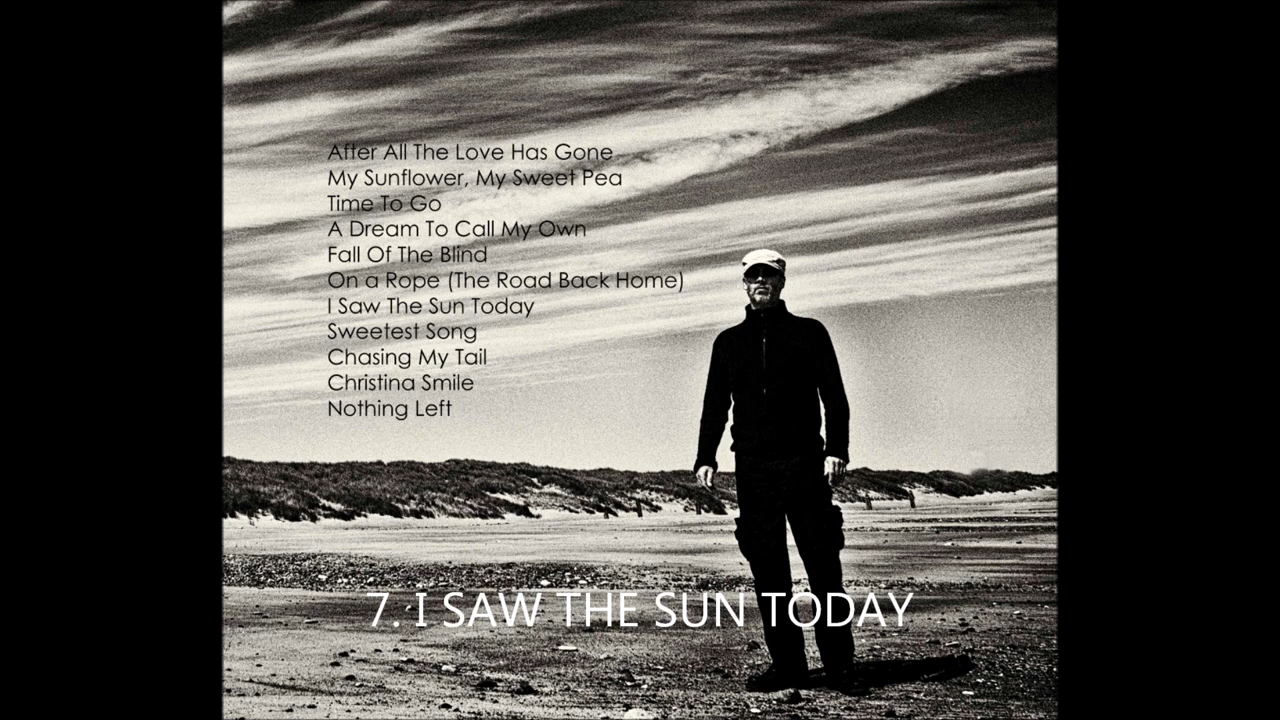 After All The Love Has Gone
My Sunflower, My Sweet Pea
Time To Go
A Dream To Call My Own
Fall Of The Blind
On a Rope (The Road Back Home)
I Saw The Sun Today
Sweetest Song
Chasing My Tail
Christina Smile
Nothing Left
7. I SAW THE SUN TODAY